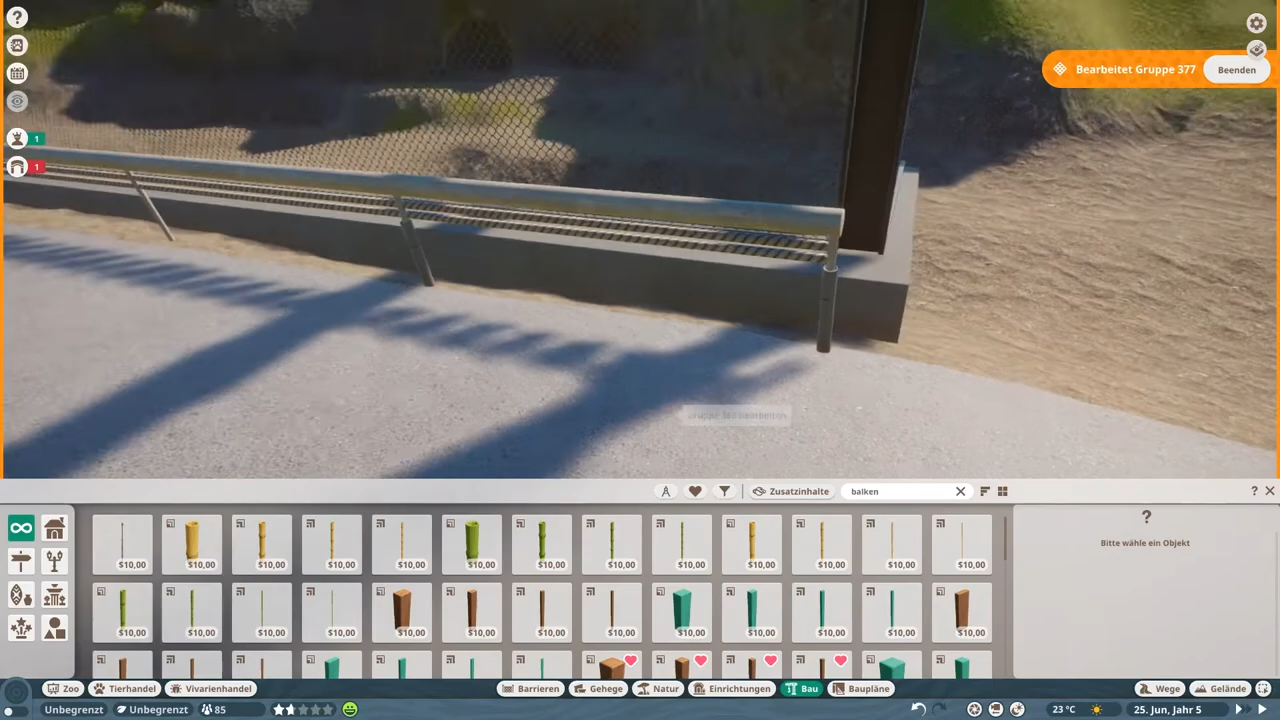 ?
1
1
Bearbeitet Gruppe 377
Beenden
Zusatzinhalte
balken
?
$10,00 $10,00 $10,00 $10,00 $10,00 $10,00 $10,00 $10,00 $10,00 $10,00 $10,00 $10,00 $10,00
$10,00 $10,00 $10,00 $10,00 $10,00 $10,00 $10,00 $10,00 $10,00 $10,00 $10,00 $10,00 $10,00
?
Bitte wähle ein Objekt
Zoo Tierhandel Vivarienhandel Barrieren Gehege Natur Einrichtungen Bau Baupläne Wege Gelände
Unbegrenzt Unbegrenzt 85 23 °C 25. Jun, Jahr 5